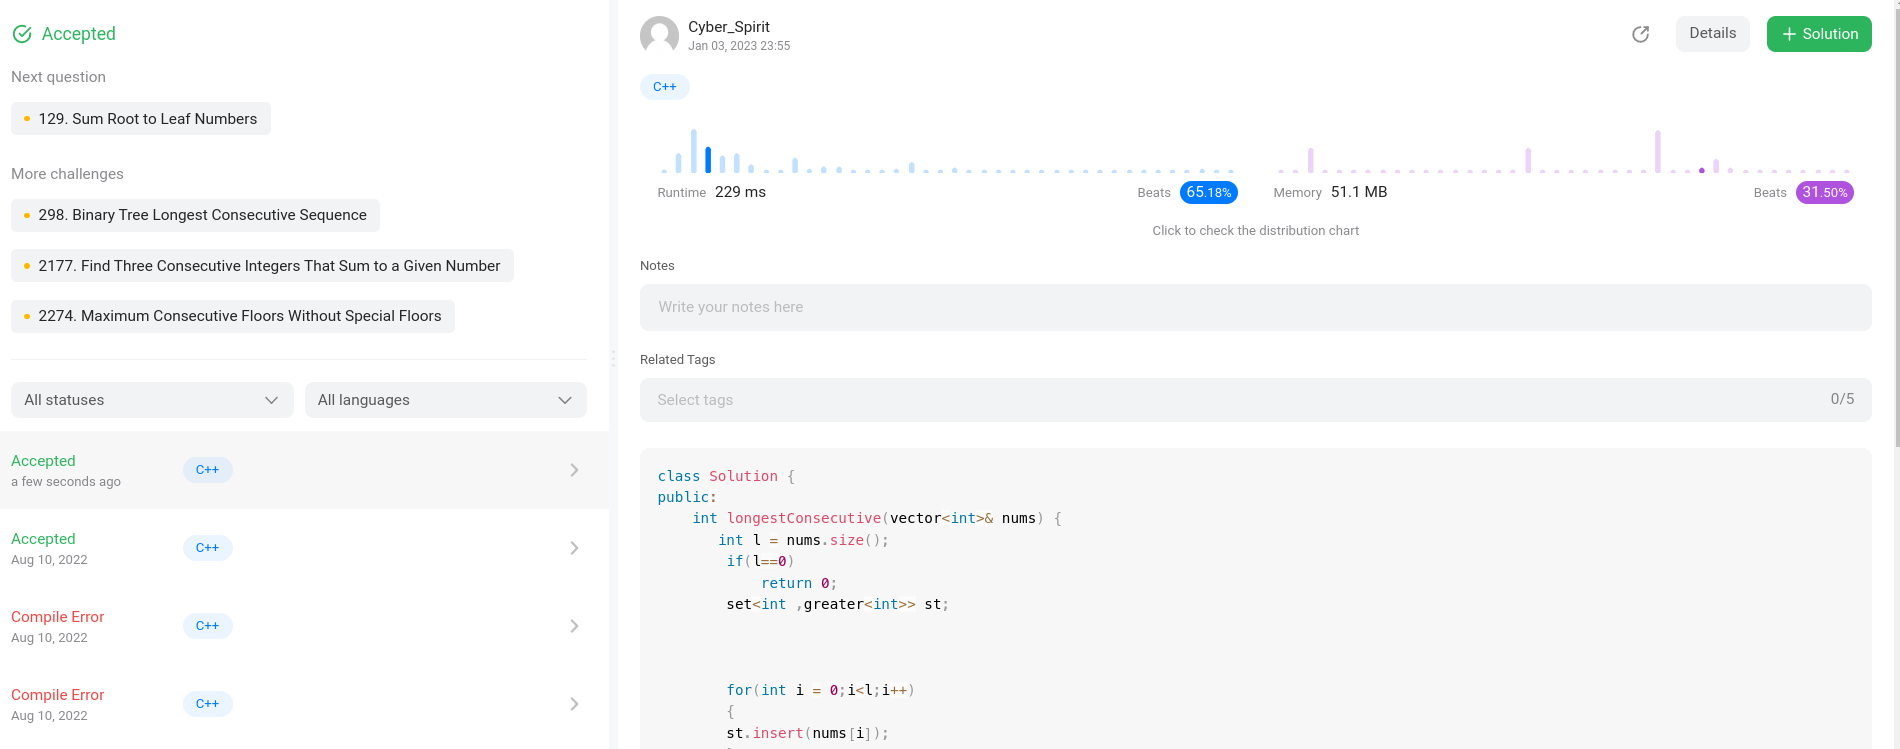 Accepted
Next question
129. Sum Root to Leaf Numbers
More challenges
298. Binary Tree Longest Consecutive Sequence
2177. Find Three Consecutive Integers That Sum to a Given Number
2274. Maximum Consecutive Floors Without Special Floors
All statuses
All languages
Accepted
a few seconds ago
C++
Accepted
Aug 10, 2022
C++
Compile Error
Aug 10, 2022
C++
Compile Error
Aug 10, 2022
C++
Cyber_Spirit
Jan 03, 2023 23:55
Details
+ Solution
C++
Runtime 229 ms
Beats 65.18%
Memory 51.1 MB
Beats 31.50%
Click to check the distribution chart
Notes
Write your notes here
Related Tags
Select tags
0/5
class Solution {
public:
    int longestConsecutive(vector<int>& nums) {
       int l = nums.size();
        if(l==0)
            return 0;
        set<int ,greater<int>> st;
        for(int i = 0;i<l;i++)
        {
        st.insert(nums[i]);